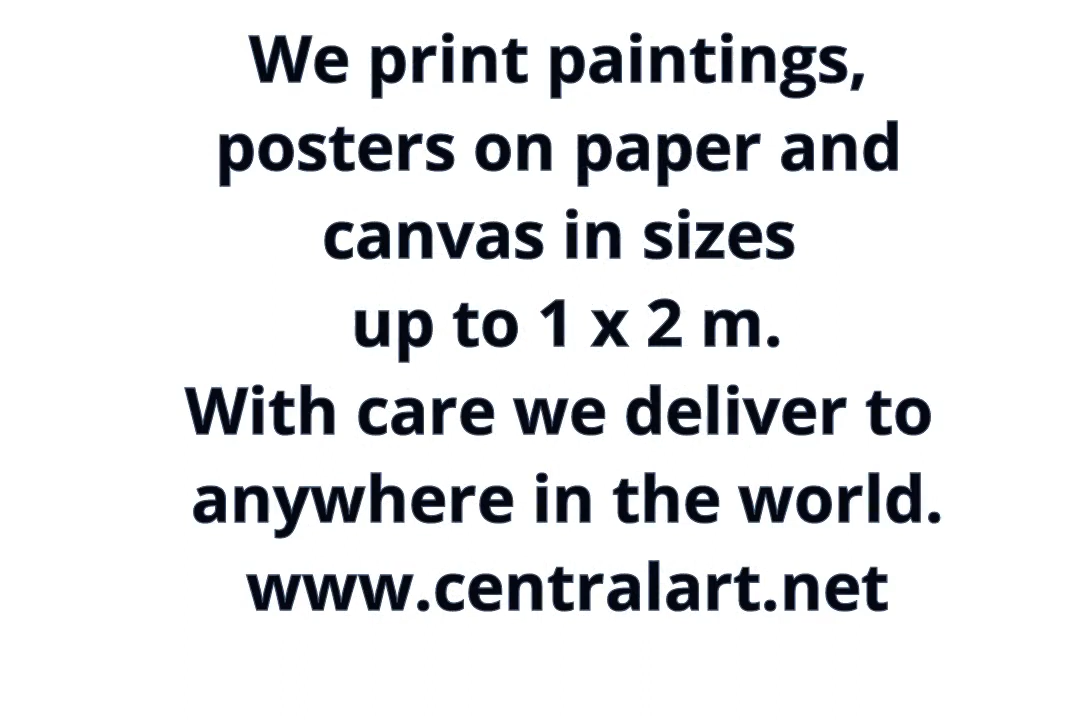 We print paintings,
posters on paper and
canvas in sizes
up to 1 x 2 m.
With care we deliver to
anywhere in the world.
www.centralart.net